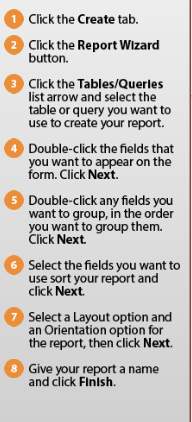 1 Click the Create tab.
2 Click the Report Wizard
button.
3 Click the Tables/Queries
list arrow and select the
table or query you want to
use to create your report.
4 Double-click the fields that
you want to appear on the
form. Click Next.
5 Double-click any fields you
want to group, in the order
you want to group them.
Click Next.
6 Select the fields you want to
use sort your report and
click Next.
7 Select a Layout option and
an Orientation option for
the report, then click Next.
8 Give your report a name
and click Finish.